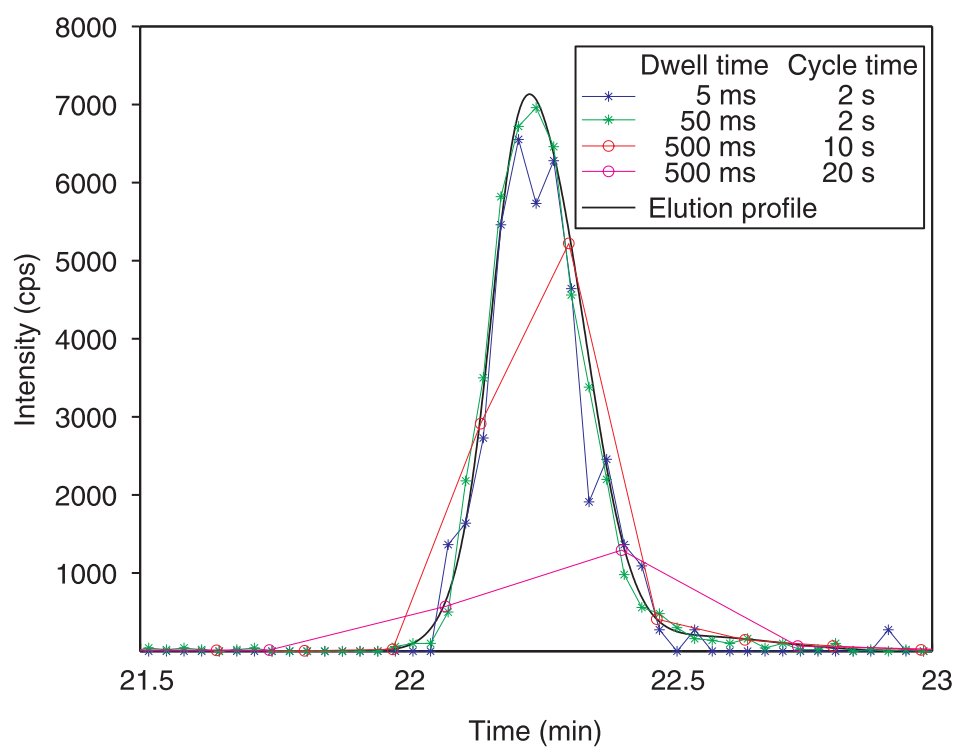 8000
7000
6000
5000
4000
3000
2000
1000
Intensity (cps)
Dwell time Cycle time
5 ms 2 s
50 ms 2 s
500 ms 10 s
500 ms 20 s
Elution profile
21.5 22 22.5 23
Time (min)